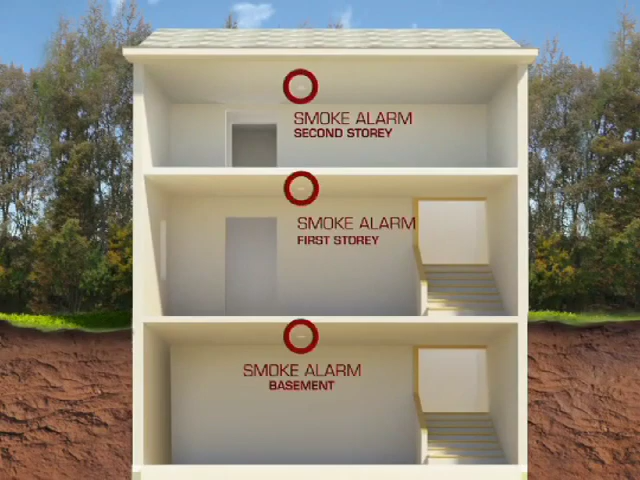 SMOKE ALARM
SECOND STOREY
SMOKE ALARM
FIRST STOREY
SMOKE ALARM
BASEMENT